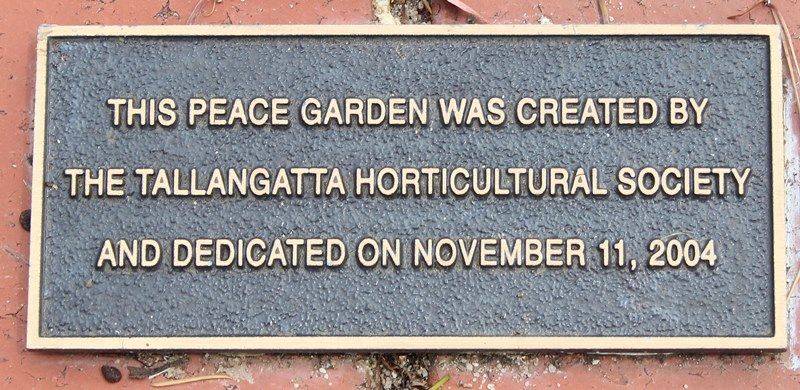 THIS PEACE GARDEN WAS CREATED BY
THE TALLANGATTA HORTICULTURAL SOCIETY
AND DEDICATED ON NOVEMBER 11, 2004